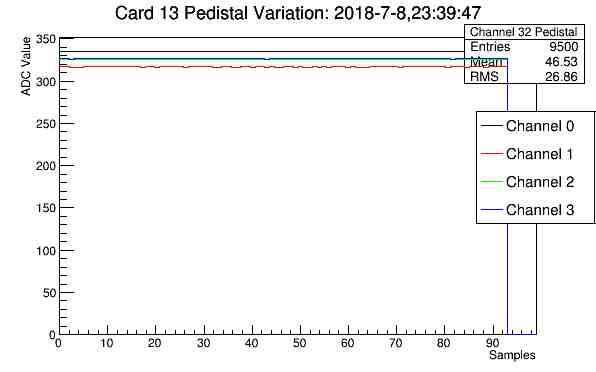 Card 13 Pedistal Variation: 2018-7-8,23:39:47
Channel 32 Pedistal
Entries 9500
Mean 46.53
RMS 26.86
ADC Value
350
300
250
200
150
100
50
0
Channel 0
Channel 1
Channel 2
Channel 3
0 10 20 30 40 50 60 70 80 90
Samples